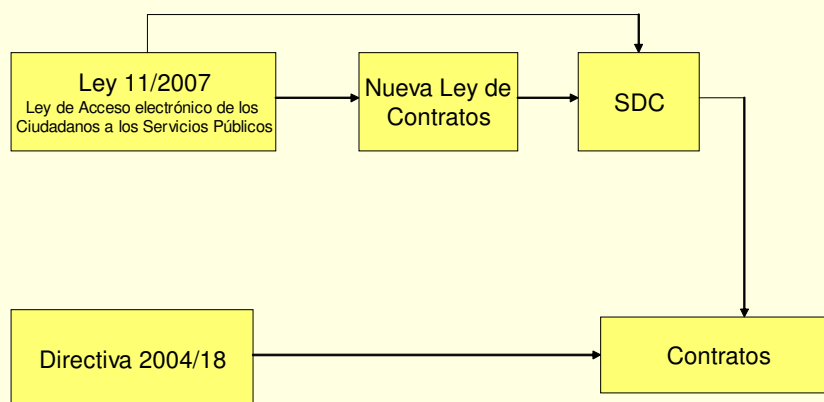 Ley 11/2007
Ley de Acceso electrónico de los
Ciudadanos a los Servicios Públicos
Nueva Ley de
Contratos
SDC
Directiva 2004/18
Contratos